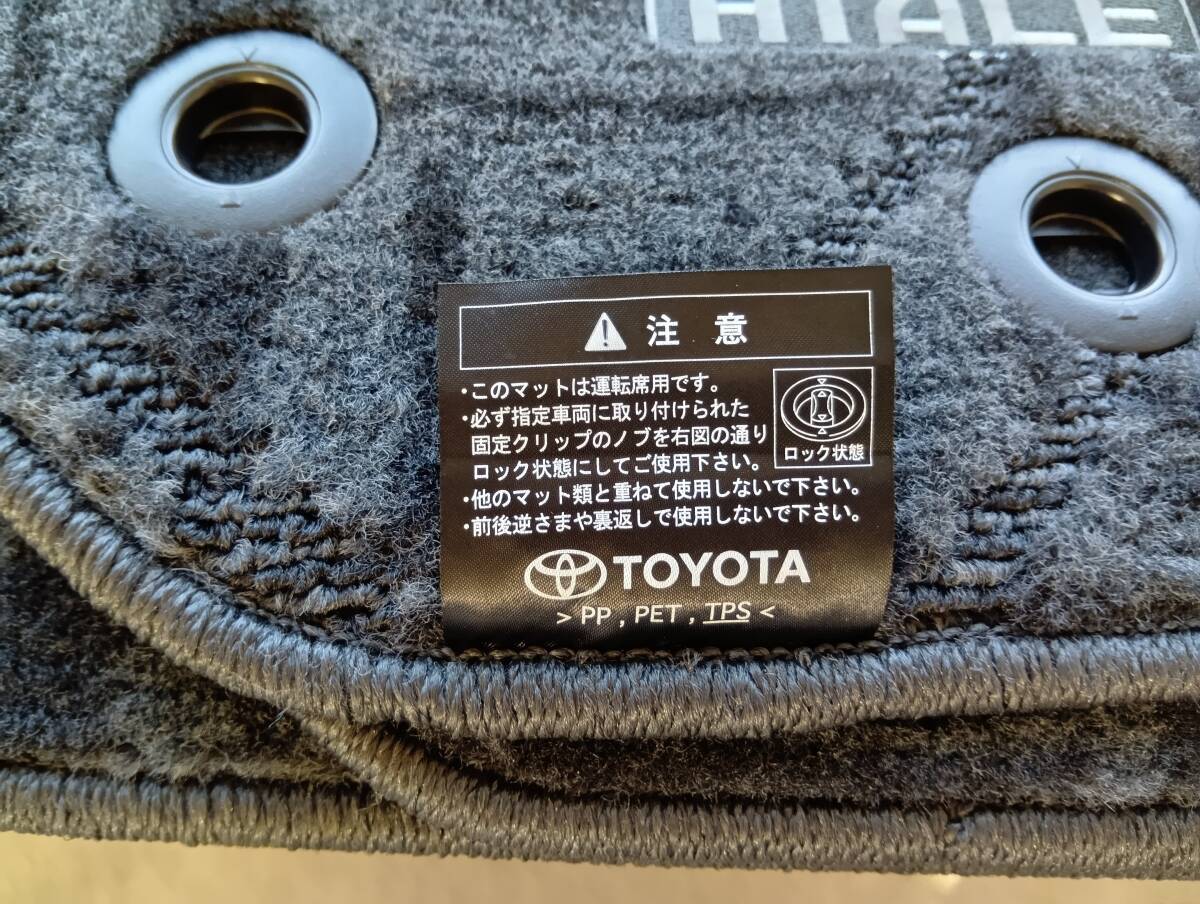 HIACE
注 意
・このマットは運転席用です。
・必ず指定車両に取り付けられた
固定クリップのノブを右図の通り
ロック状態にしてご使用下さい。
ロック状態
・他のマット類と重ねて使用しないで下さい。
・前後逆さまや裏返しで使用しないで下さい。
TOYOTA
> PP , PET , TPS <